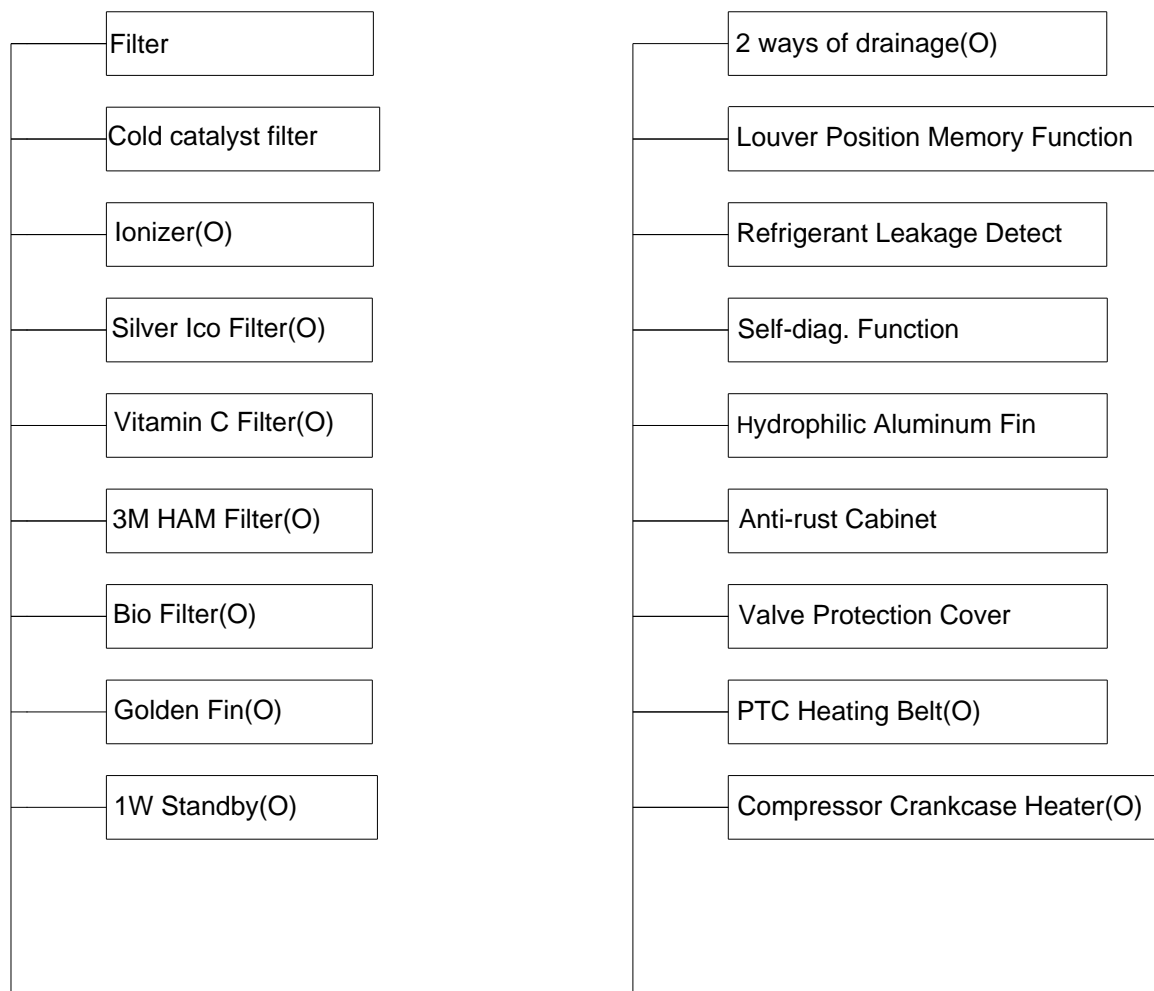 Filter
Cold catalyst filter
Ionizer(O)
Silver Ico Filter(O)
Vitamin C Filter(O)
3M HAM Filter(O)
Bio Filter(O)
Golden Fin(O)
1W Standby(O)
2 ways of drainage(O)
Louver Position Memory Function
Refrigerant Leakage Detect
Self-diag. Function
Hydrophilic Aluminum Fin
Anti-rust Cabinet
Valve Protection Cover
PTC Heating Belt(O)
Compressor Crankcase Heater(O)